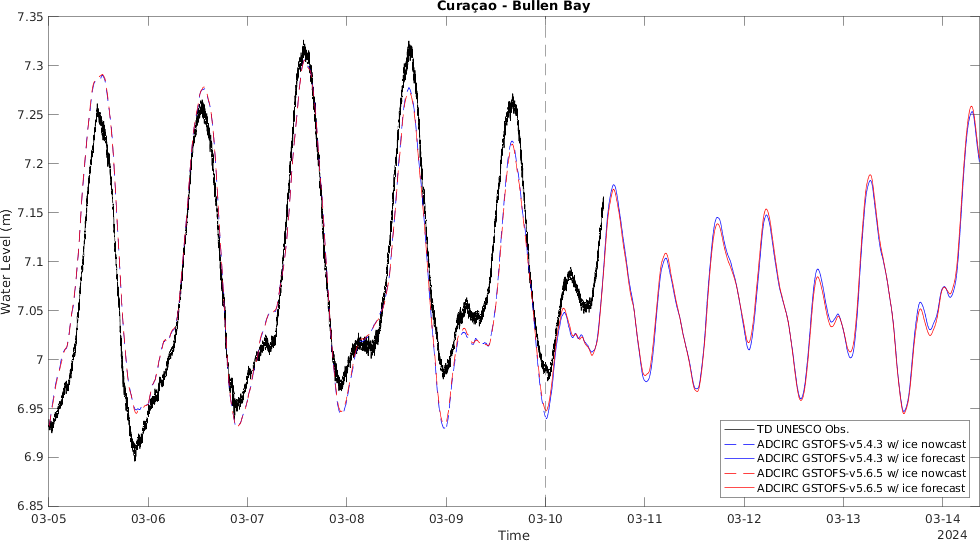 Curaçao - Bullen Bay
7.35
7.3
7.25
7.2
7.15
7.1
7.05
7
6.95
6.9
6.85
Water Level (m)
03-05
03-06
03-07
03-08
03-09
03-10
03-11
03-12
03-13
03-14
Time
2024
TD UNESCO Obs.
ADCIRC GSTOFS-v5.4.3 w/ ice nowcast
ADCIRC GSTOFS-v5.4.3 w/ ice forecast
ADCIRC GSTOFS-v5.6.5 w/ ice nowcast
ADCIRC GSTOFS-v5.6.5 w/ ice forecast